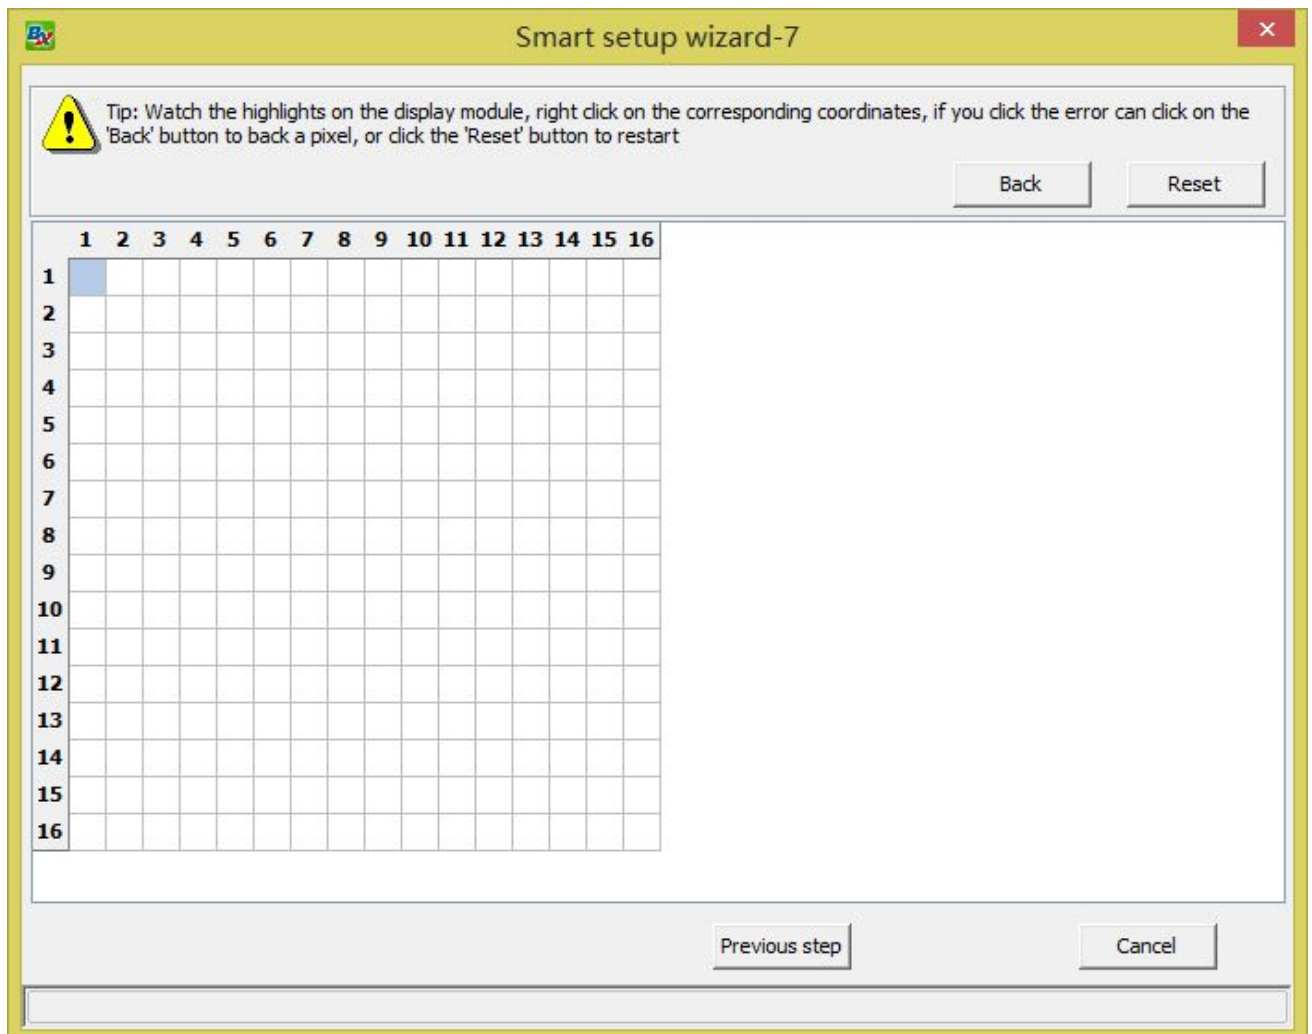 BX
Smart setup wizard-7
Tip: Watch the highlights on the display module, right click on the corresponding coordinates, if you click the error can click on the
'Back' button to back a pixel, or click the 'Reset' button to restart
Back Reset
1 2 3 4 5 6 7 8 9 10 11 12 13 14 15 16
1
2
3
4
5
6
7
8
9
10
11
12
13
14
15
16
Previous step Cancel